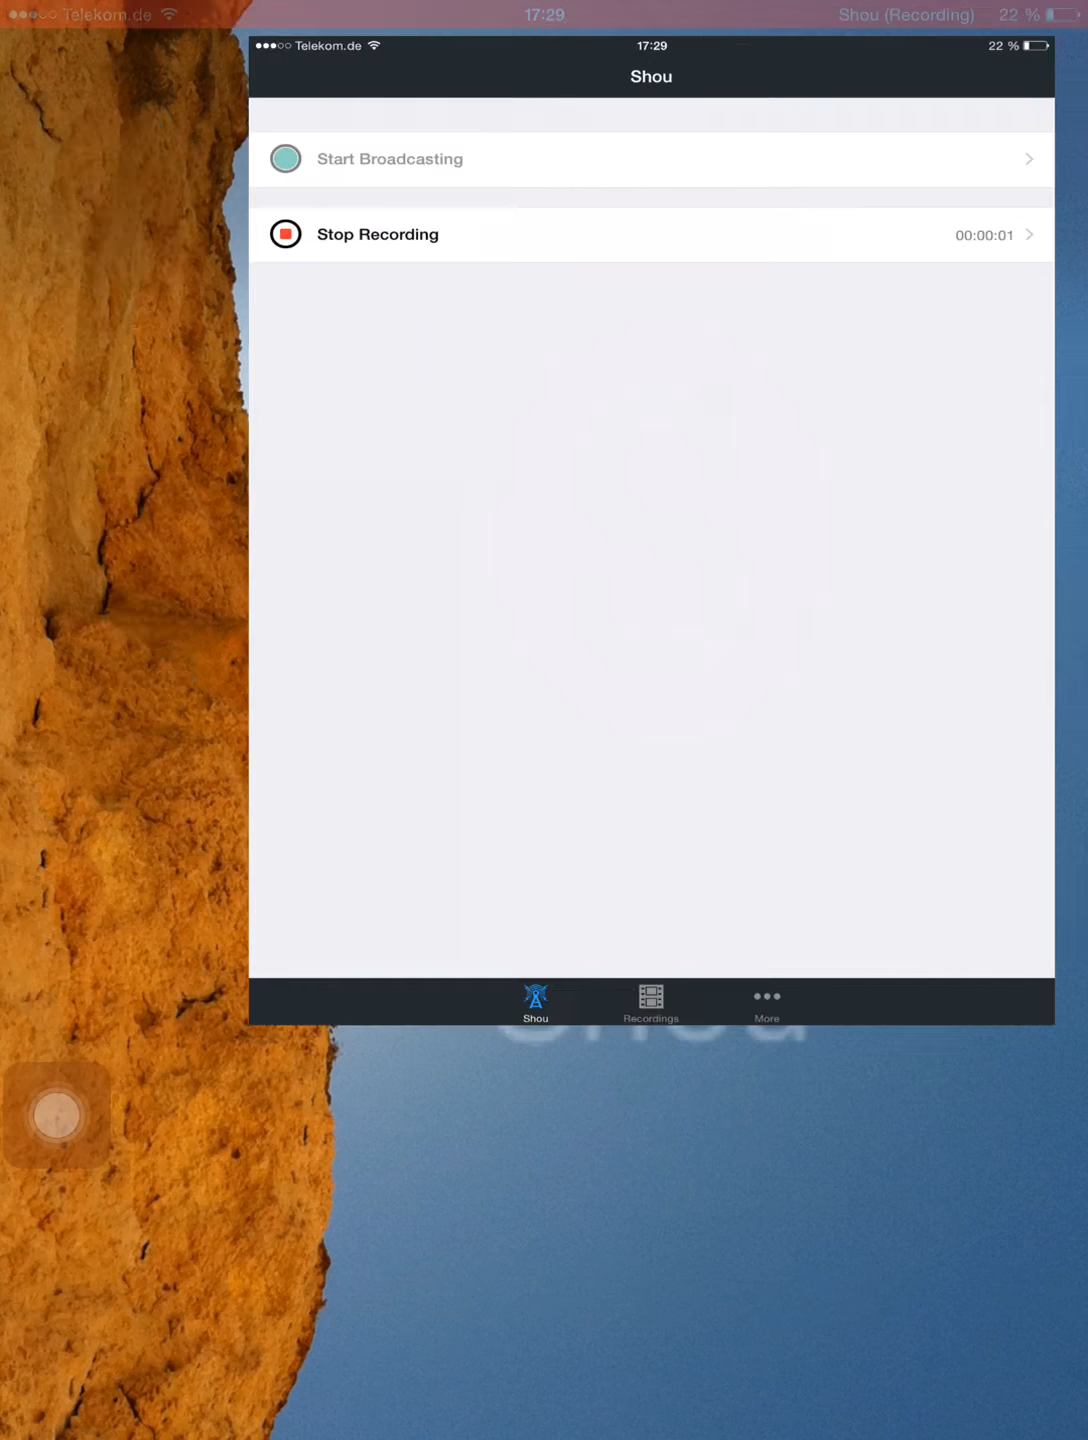 Telekom.de 17:29 Shou (Recording) 22 %
Telekom.de 17:29 22 %
Shou
Start Broadcasting
Stop Recording 00:00:01
Shou Recordings More
Shou